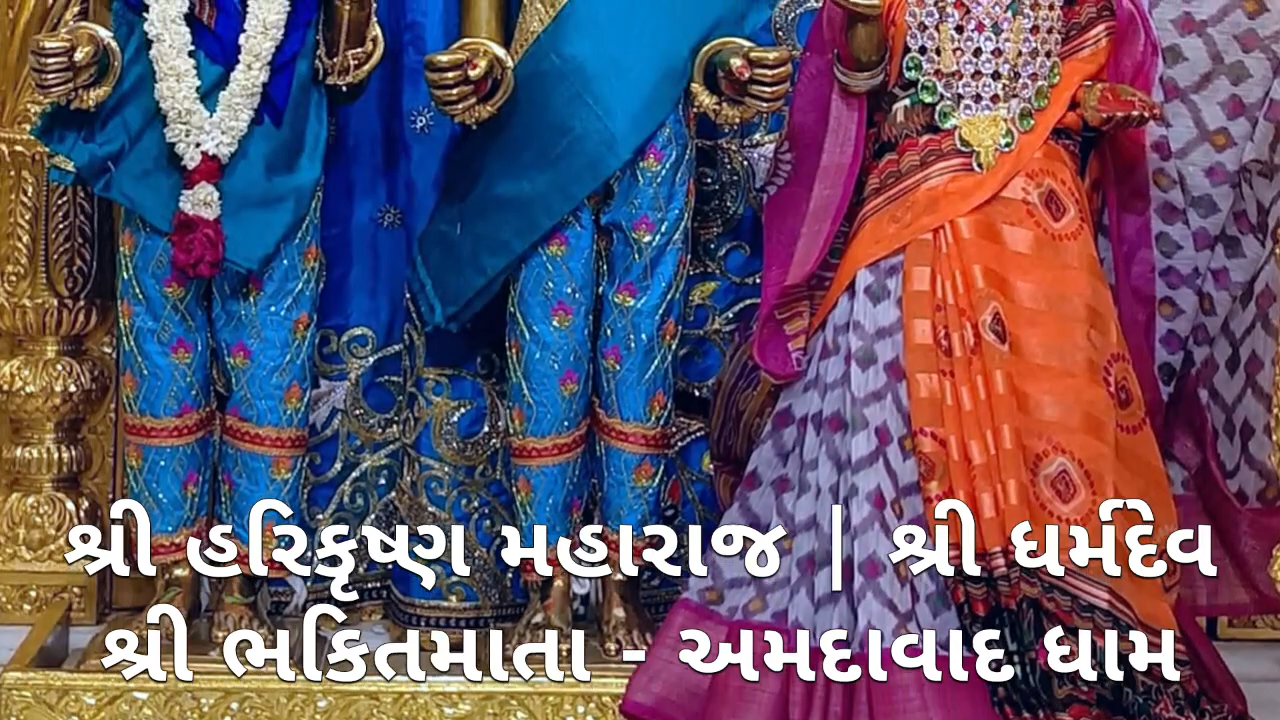 શ્રી હરિકૃષ્ણ મહારાજ | શ્રી ધર્મદેવ
શ્રી ભકિતમાતા - અમદાવાદ ધામ